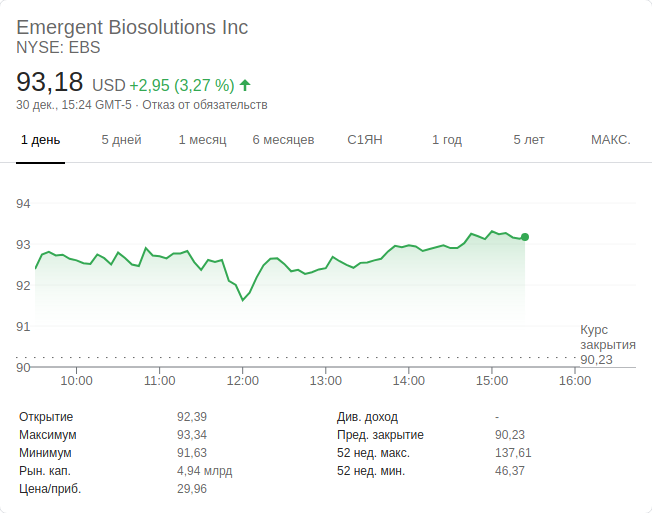 Emergent Biosolutions Inc
NYSE: EBS
93,18 USD +2,95 (3,27 %)
30 дек., 15:24 GMT-5 · Отказ от обязательств
1 день 5 дней 1 месяц 6 месяцев С1ЯН 1 год 5 лет МАКС.
94
93
92
91
Курс
закрытия
90,23
90
10:00 11:00 12:00 13:00 14:00 15:00 16:00
Открытие 92,39 Див. доход -
Максимум 93,34 Пред. закрытие 90,23
Минимум 91,63 52 нед. макс. 137,61
Рын. кап. 4,94 млрд 52 нед. мин. 46,37
Цена/приб. 29,96